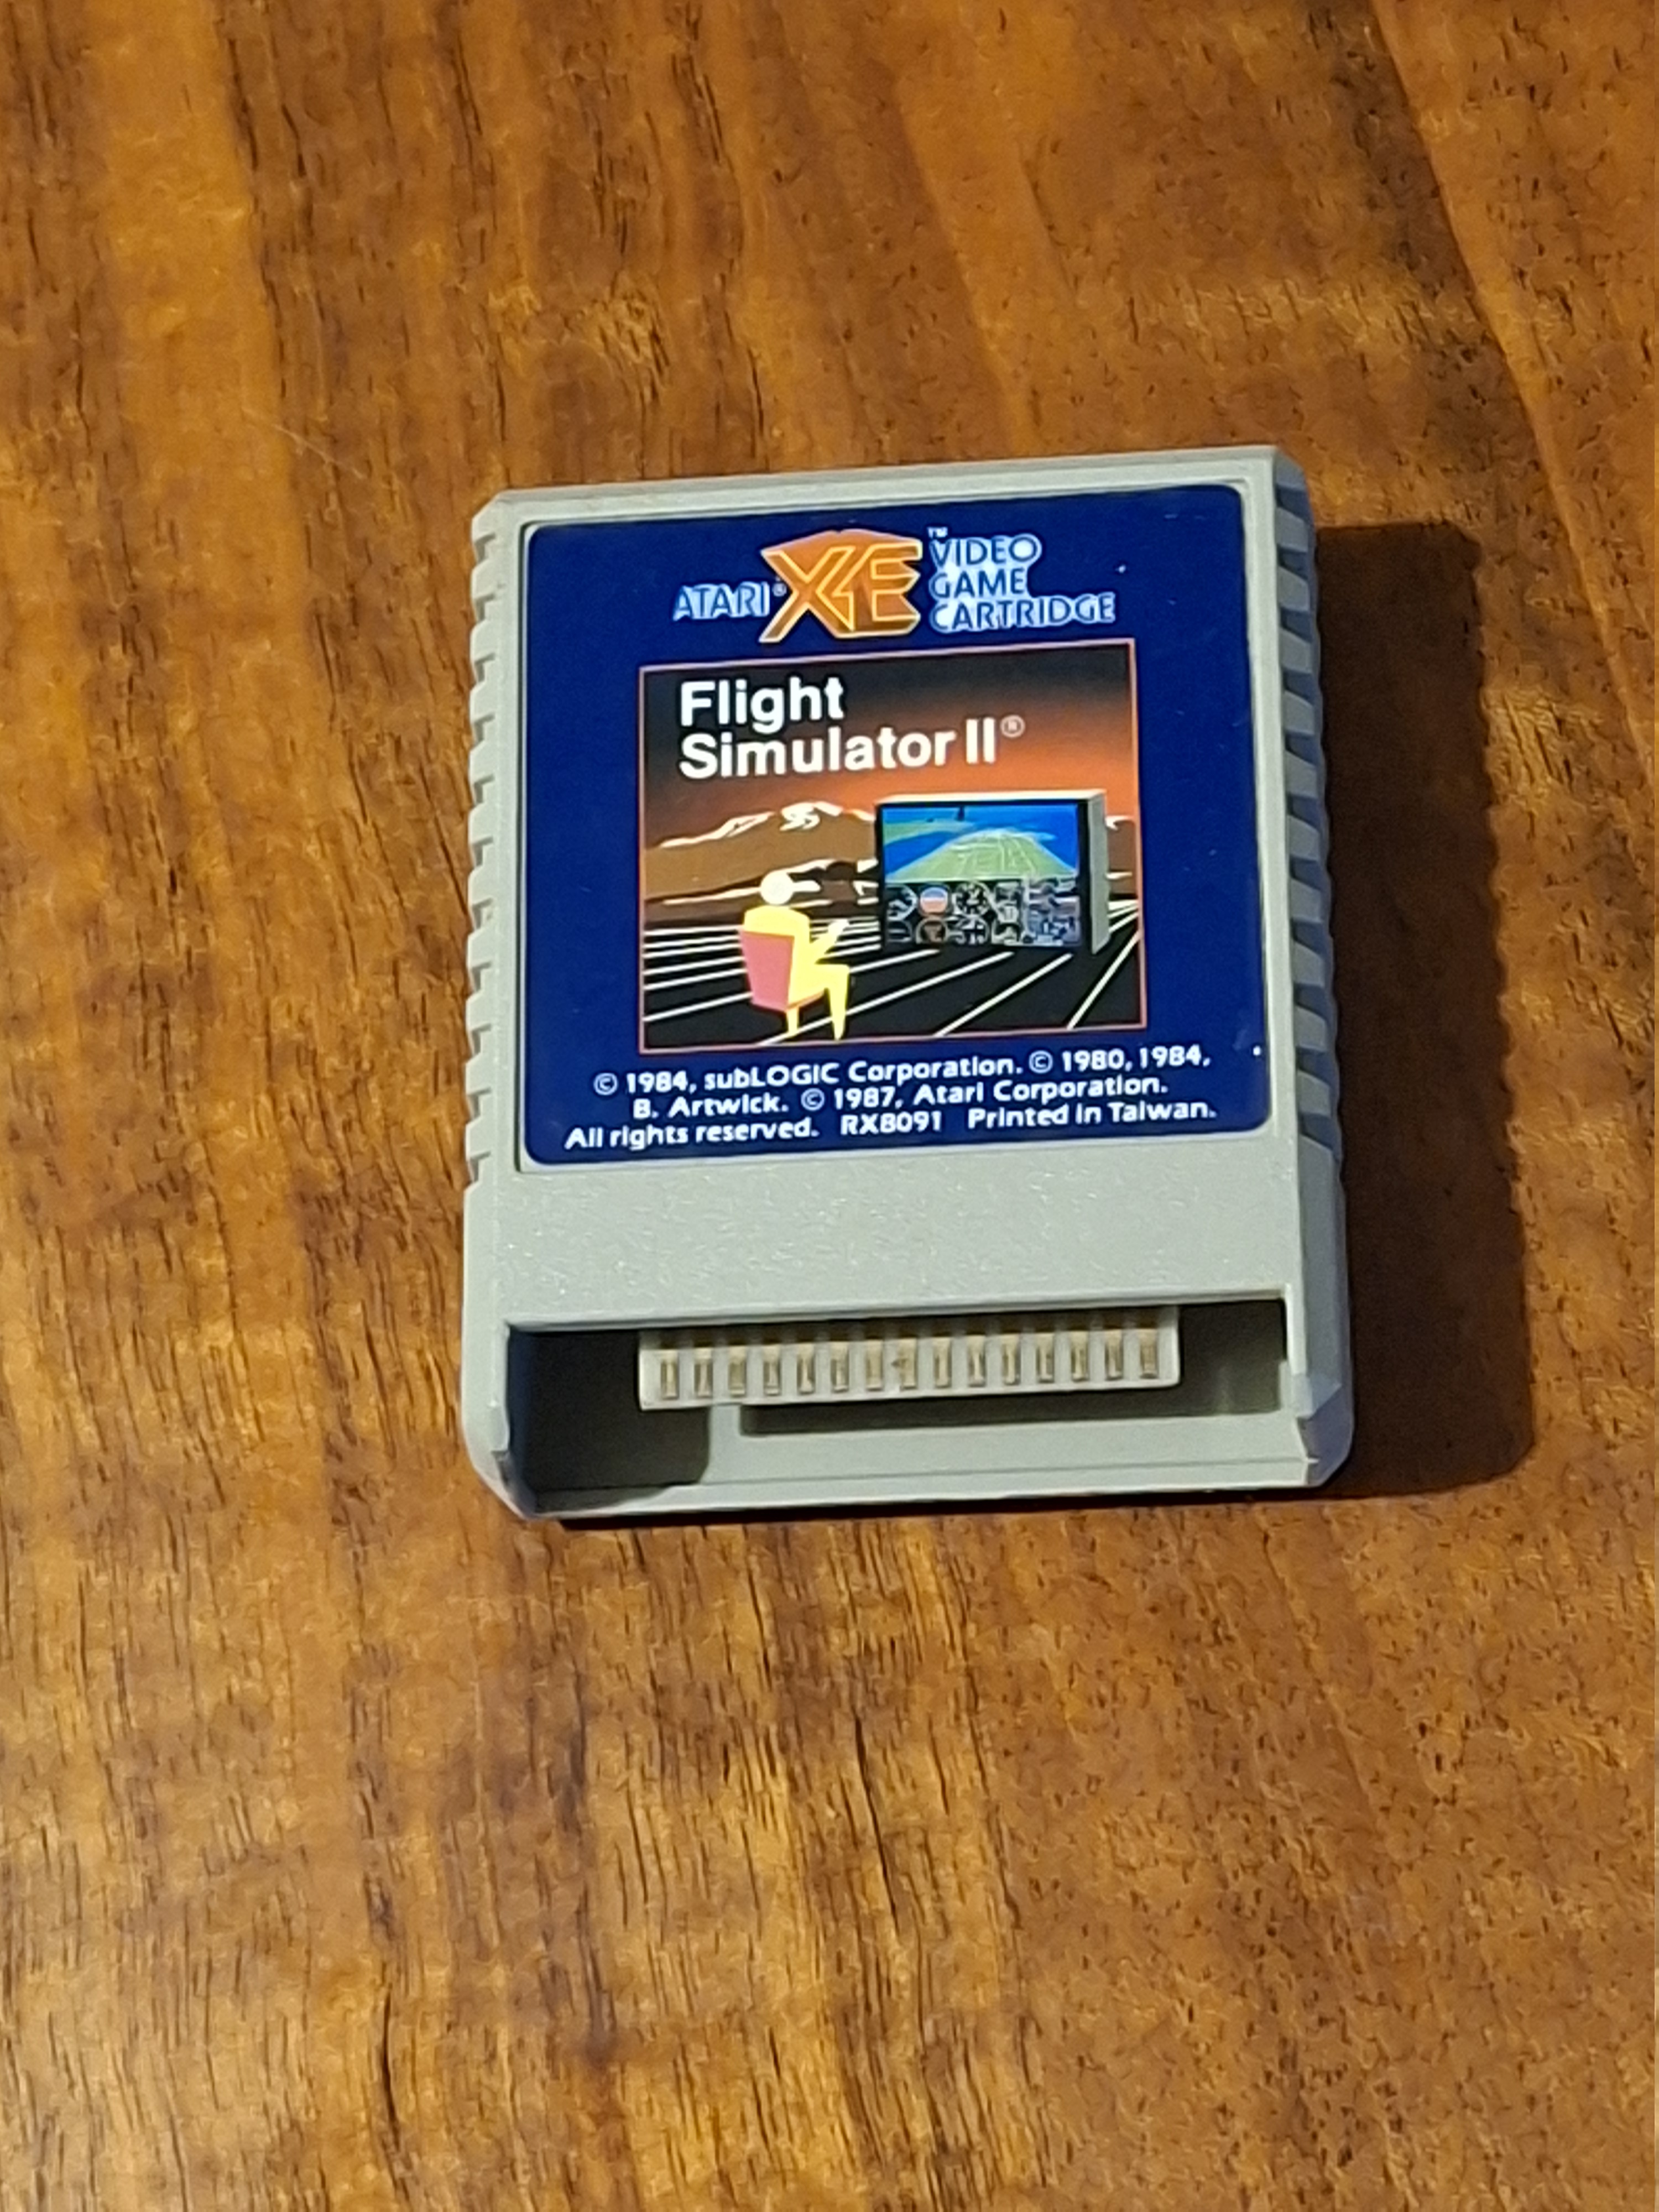 ATARI® XE™ VIDEO
GAME
CARTRIDGE
Flight
Simulator II®
© 1984, subLOGIC Corporation. © 1980, 1984,
B. Artwick. © 1987, Atari Corporation.
All rights reserved. RX8091 Printed in Taiwan.